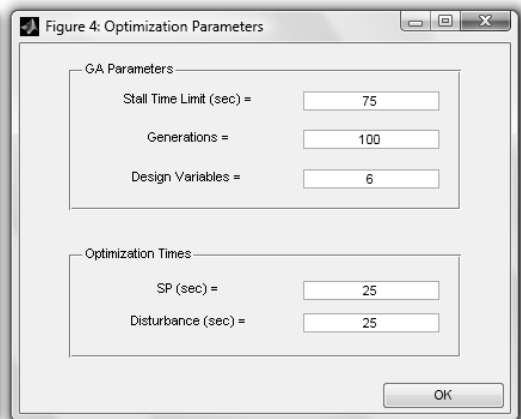 Figure 4: Optimization Parameters
GA Parameters
Stall Time Limit (sec) = 75
Generations = 100
Design Variables = 6
Optimization Times
SP (sec) = 25
Disturbance (sec) = 25
OK